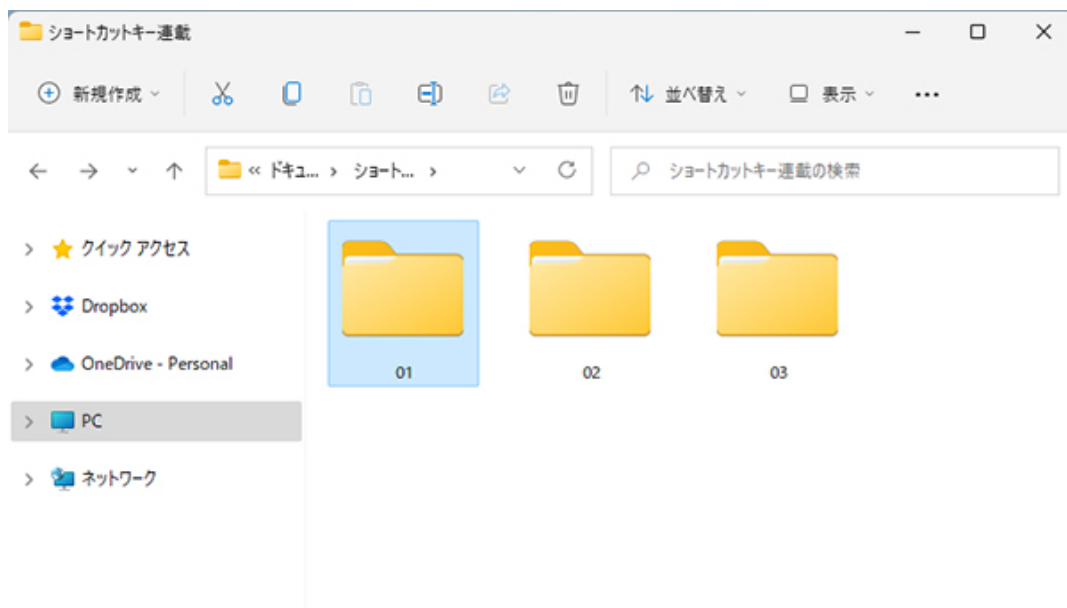 ショートカットキー連載
新規作成 並べ替え 表示 ...
« ドキュ... › ショート... › ショートカットキー連載の検索
クイック アクセス
Dropbox
OneDrive - Personal
PC
ネットワーク
01 02 03